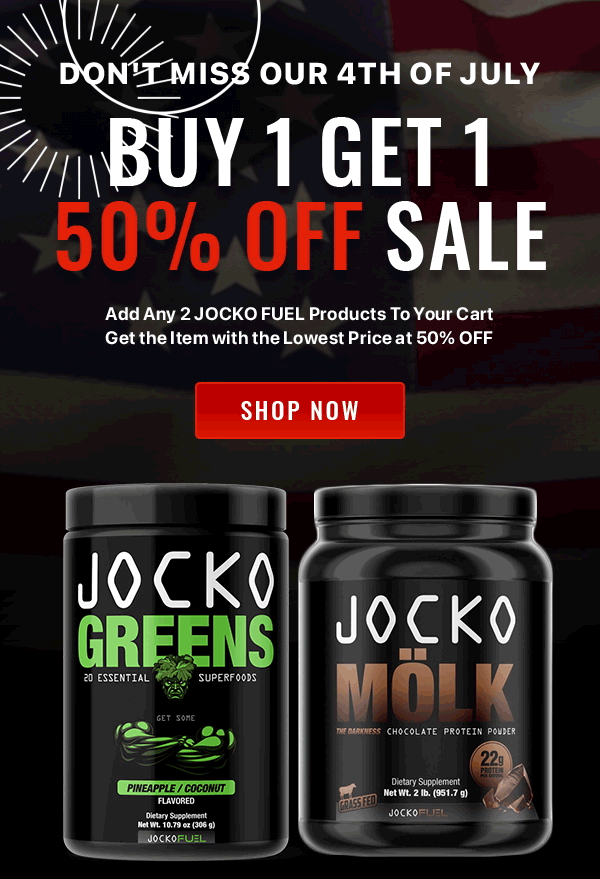 DON'T MISS OUR 4TH OF JULY
BUY 1 GET 1
50% OFF SALE
Add Any 2 JOCKO FUEL Products To Your Cart
Get the Item with the Lowest Price at 50% OFF
SHOP NOW
JOCKO
GREENS
20 ESSENTIAL SUPERFOODS
GET SOME
PINEAPPLE / COCONUT
FLAVORED
Dietary Supplement
Net Wt. 10.79 oz (306 g)
JOCKOFUEL
JOCKO
MÖLK
THE DARKNESS CHOCOLATE PROTEIN POWDER
22g
PROTEIN
PER SERVING
Dietary Supplement
Net Wt. 2 lb. (951.7 g)
GRASS FED
JOCKOFUEL